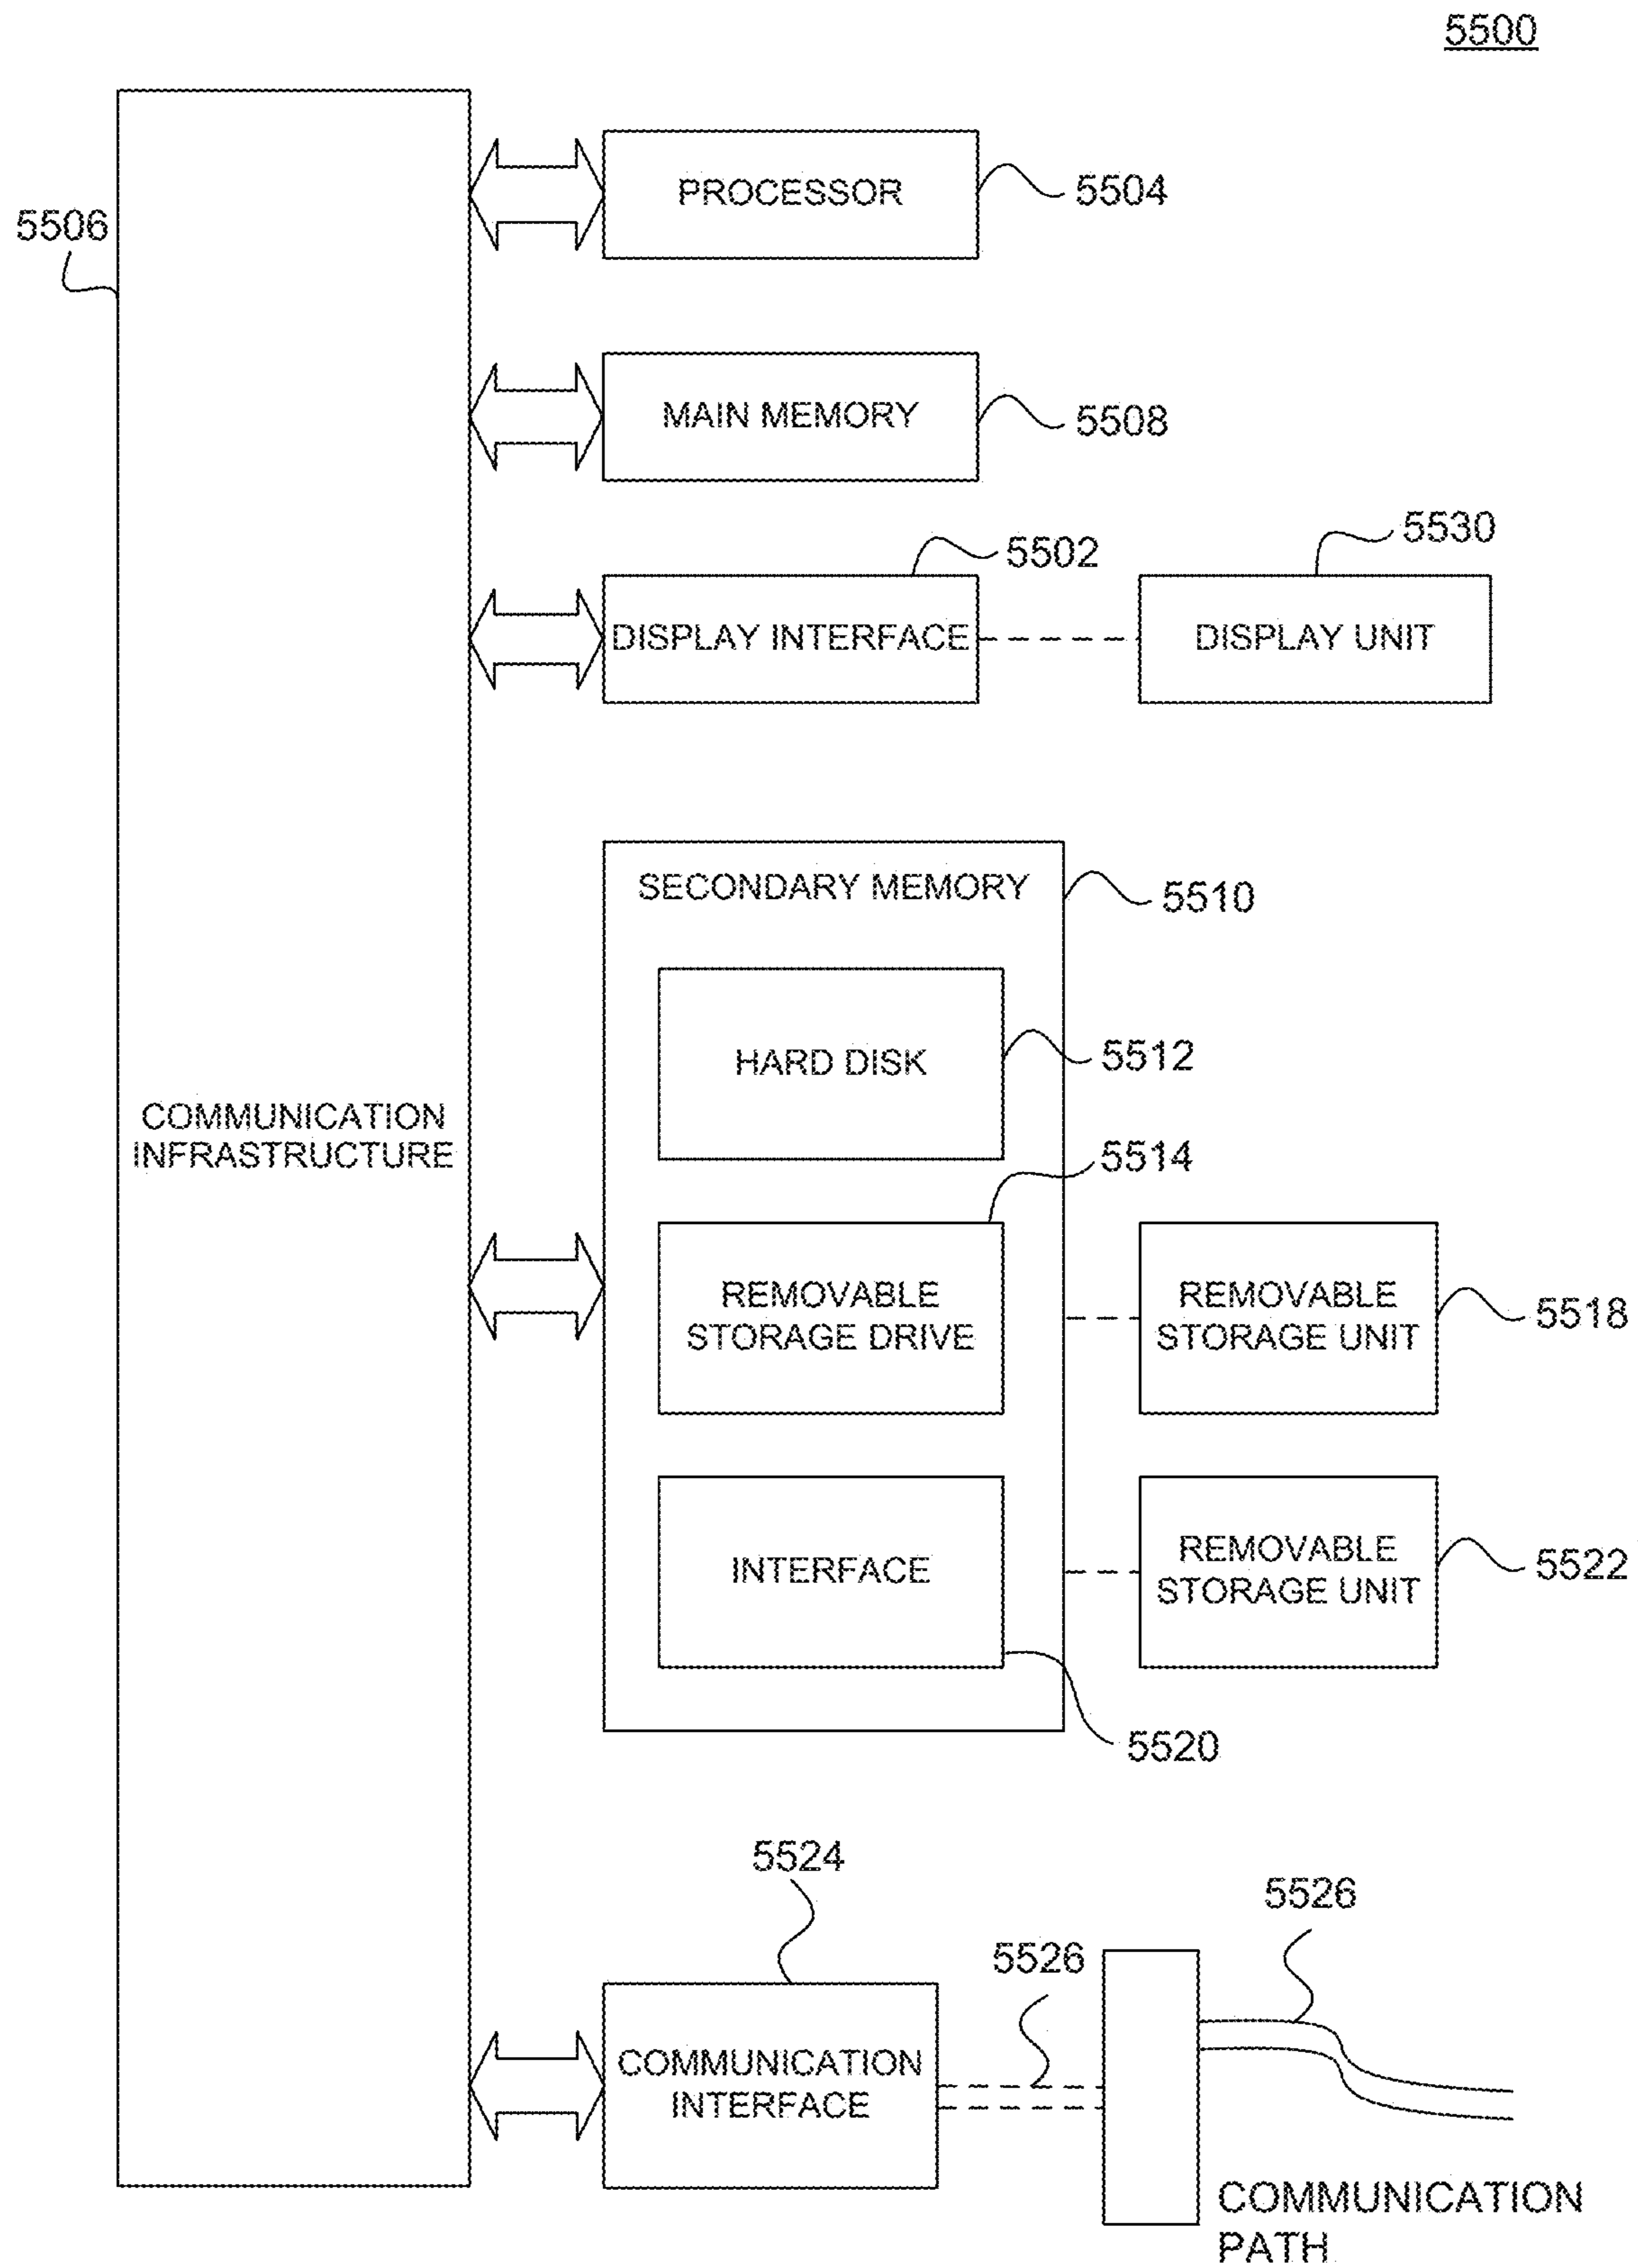 5500
5506
PROCESSOR
5504
MAIN MEMORY
5508
5502
5530
DISPLAY INTERFACE
DISPLAY UNIT
SECONDARY MEMORY
5510
HARD DISK
5512
COMMUNICATION
INFRASTRUCTURE
5514
REMOVABLE
STORAGE DRIVE
REMOVABLE
STORAGE UNIT
5518
INTERFACE
REMOVABLE
STORAGE UNIT
5522
5520
5524
5526
5526
COMMUNICATION
INTERFACE
COMMUNICATION
PATH